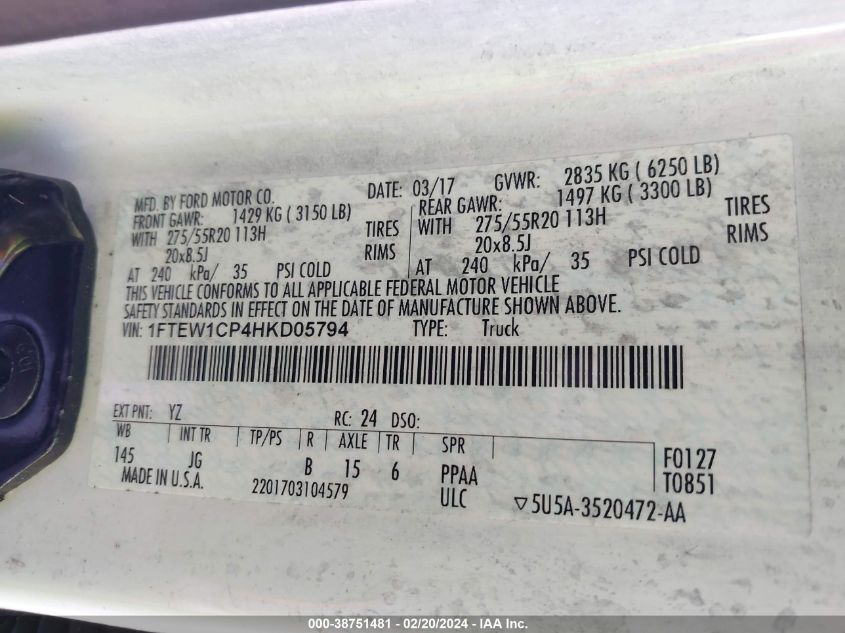 MFD. BY FORD MOTOR CO. DATE: 03/17 GVWR: 2835 KG ( 6250 LB)
FRONT GAWR: 1429 KG ( 3150 LB) REAR GAWR: 1497 KG ( 3300 LB)
WITH 275/55R20 113H TIRES WITH 275/55R20 113H TIRES
20x8.5J RIMS 20x8.5J RIMS
AT 240 kPa/ 35 PSI COLD AT 240 kPa/ 35 PSI COLD
THIS VEHICLE CONFORMS TO ALL APPLICABLE FEDERAL MOTOR VEHICLE
SAFETY STANDARDS IN EFFECT ON THE DATE OF MANUFACTURE SHOWN ABOVE.
VIN: 1FTEW1CP4HKD05794 TYPE: Truck
EXT PNT: YZ RC: 24 DSO:
WB INT TR TP/PS R AXLE TR SPR
145 JG B 15 6 PPAA F0127
MADE IN U.S.A. 2201703104579 ULC T0851
▽5U5A-3520472-AA
000-38751481 - 02/20/2024 - IAA Inc.